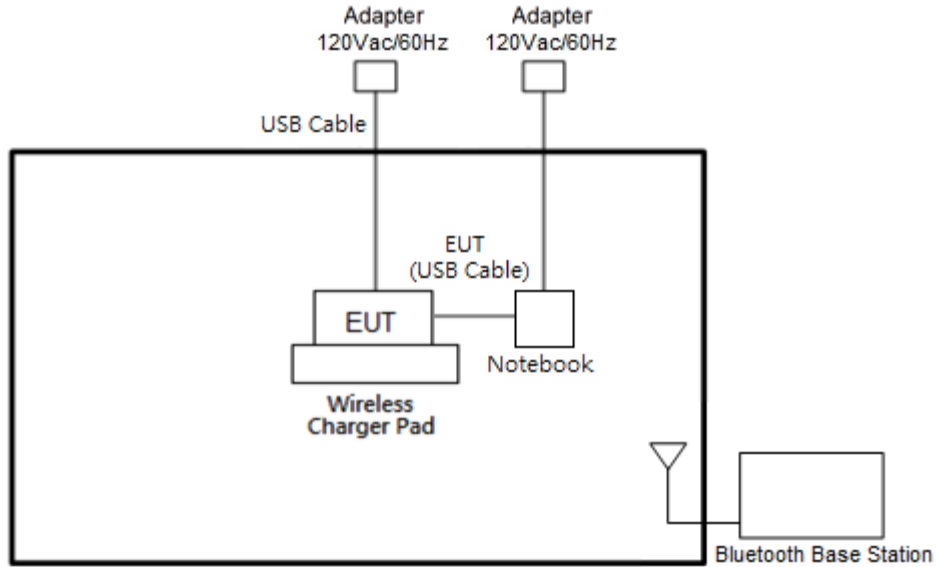 Adapter
120Vac/60Hz
Adapter
120Vac/60Hz
USB Cable
EUT
(USB Cable)
EUT
Notebook
Wireless
Charger Pad
Bluetooth Base Station